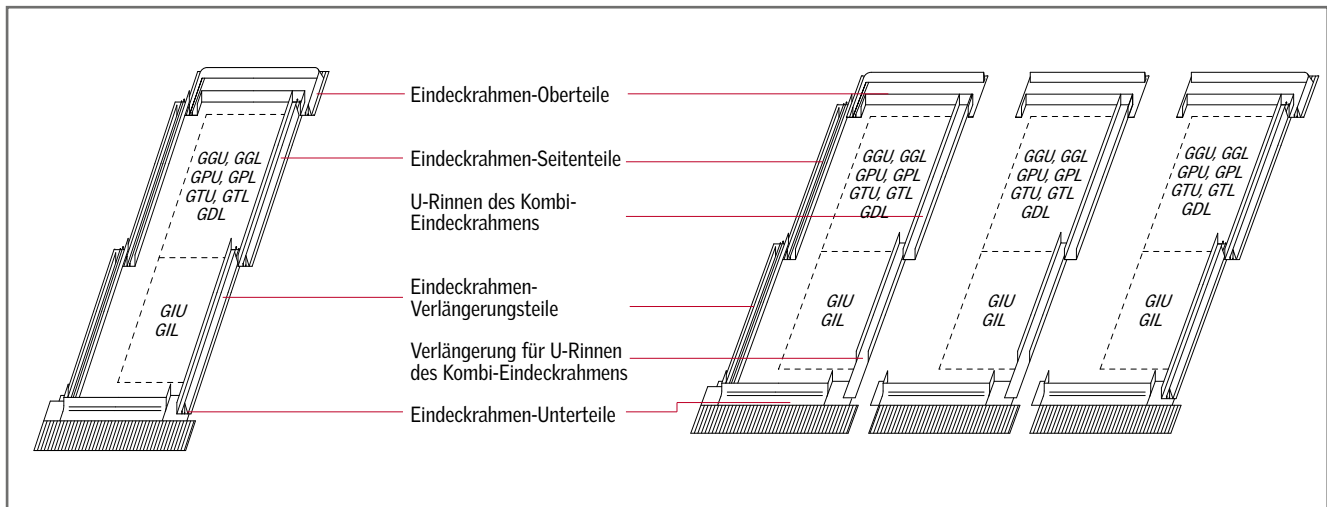 Eindeckrahmen-Oberteile
Eindeckrahmen-Seitenteile
U-Rinnen des Kombi-
Eindeckrahmens
Eindeckrahmen-
Verlängerungsteile
Verlängerung für U-Rinnen
des Kombi-Eindeckrahmens
Eindeckrahmen-Unterteile
GGU, GGL
GPU, GPL
GTU, GTL
GDL
GIU
GIL
GGU, GGL
GPU, GPL
GTU, GTL
GDL
GIU
GIL
GGU, GGL
GPU, GPL
GTU, GTL
GDL
GIU
GIL
GGU, GGL
GPU, GPL
GTU, GTL
GDL
GIU
GIL